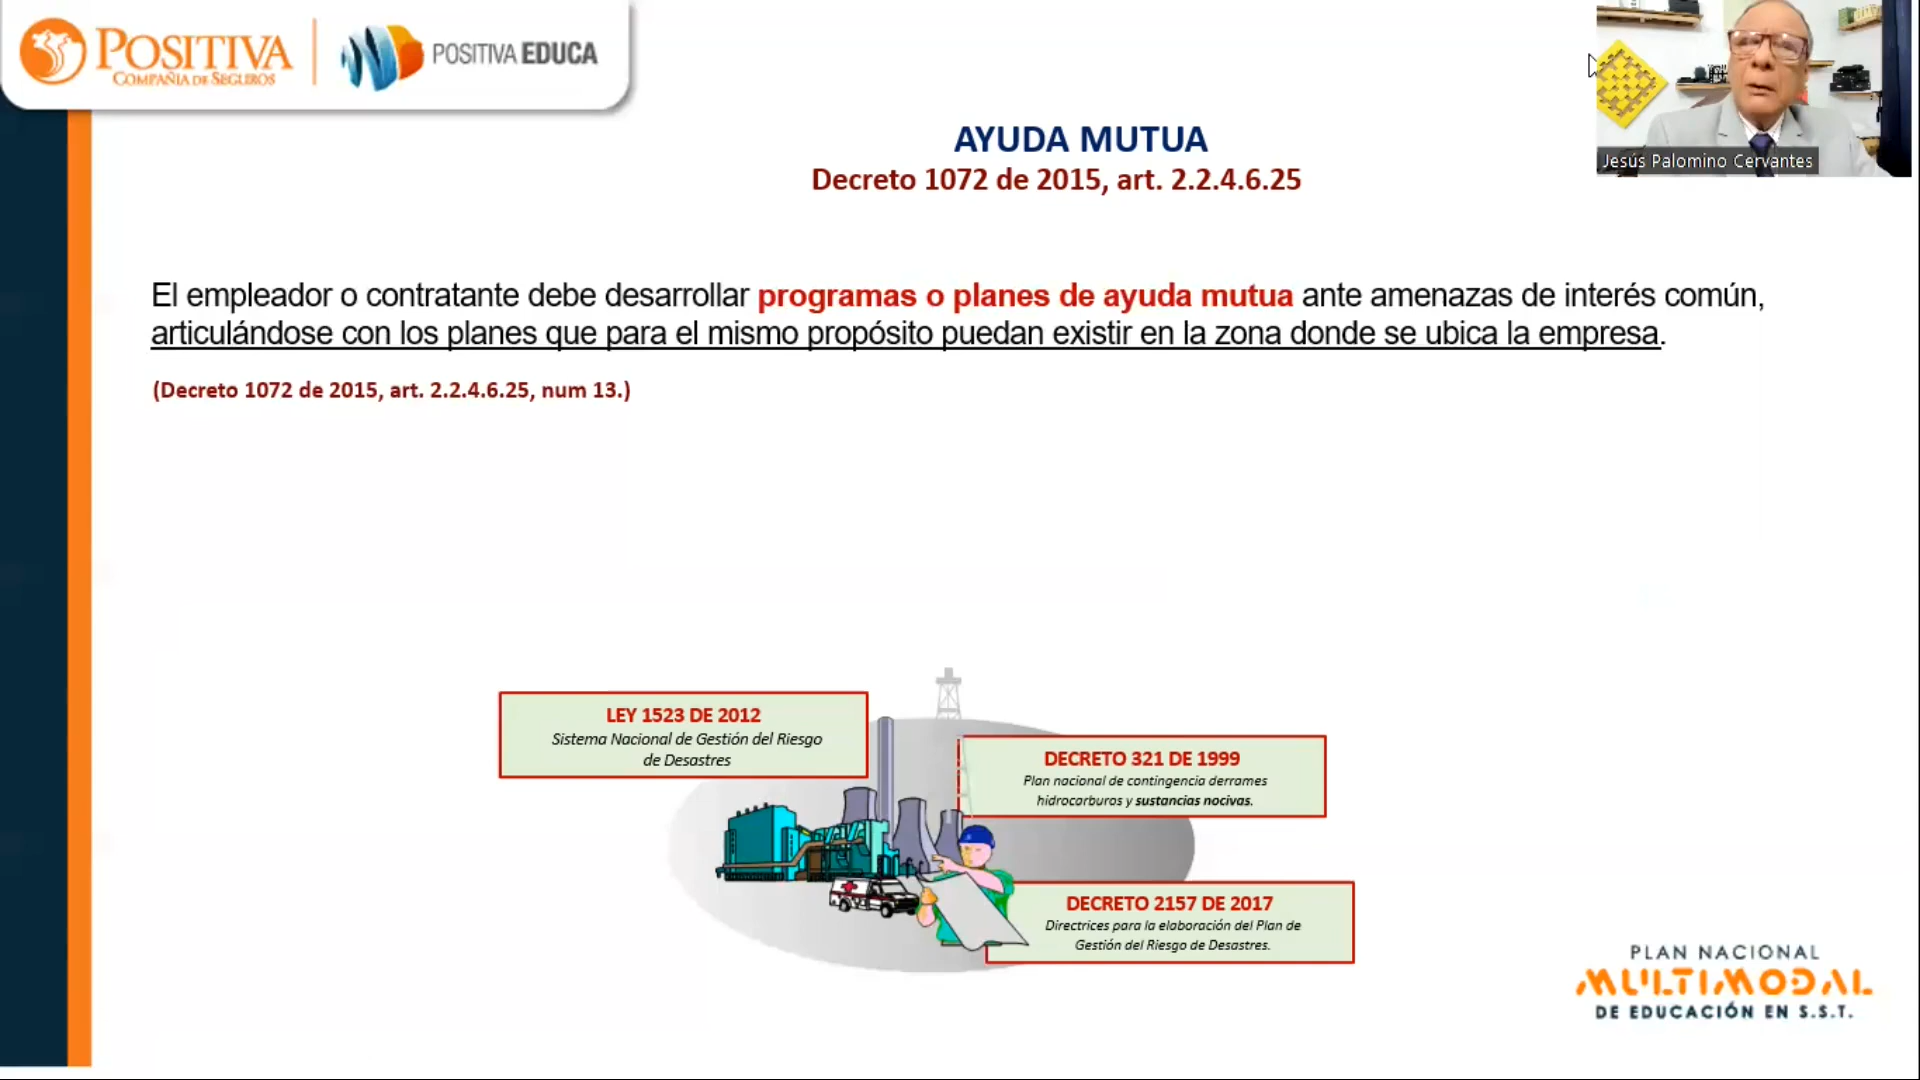 POSITIVA
COMPAÑÍA DE SEGUROS
POSITIVA EDUCA
Jesús Palomino Cervantes
AYUDA MUTUA
Decreto 1072 de 2015, art. 2.2.4.6.25
El empleador o contratante debe desarrollar programas o planes de ayuda mutua ante amenazas de interés común,
articulándose con los planes que para el mismo propósito puedan existir en la zona donde se ubica la empresa.
(Decreto 1072 de 2015, art. 2.2.4.6.25, num 13.)
LEY 1523 DE 2012
Sistema Nacional de Gestión del Riesgo
de Desastres
DECRETO 321 DE 1999
Plan nacional de contingencia derrames
hidrocarburos y sustancias nocivas.
DECRETO 2157 DE 2017
Directrices para la elaboración del Plan de
Gestión del Riesgo de Desastres.
PLAN NACIONAL
MULTIMODAL
DE EDUCACIÓN EN S.S.T.